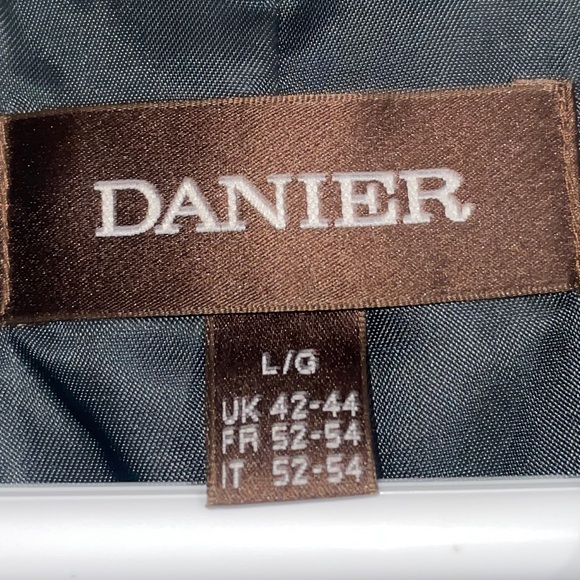 DANIER
L/G
UK 42-44
FR 52-54
IT 52-54